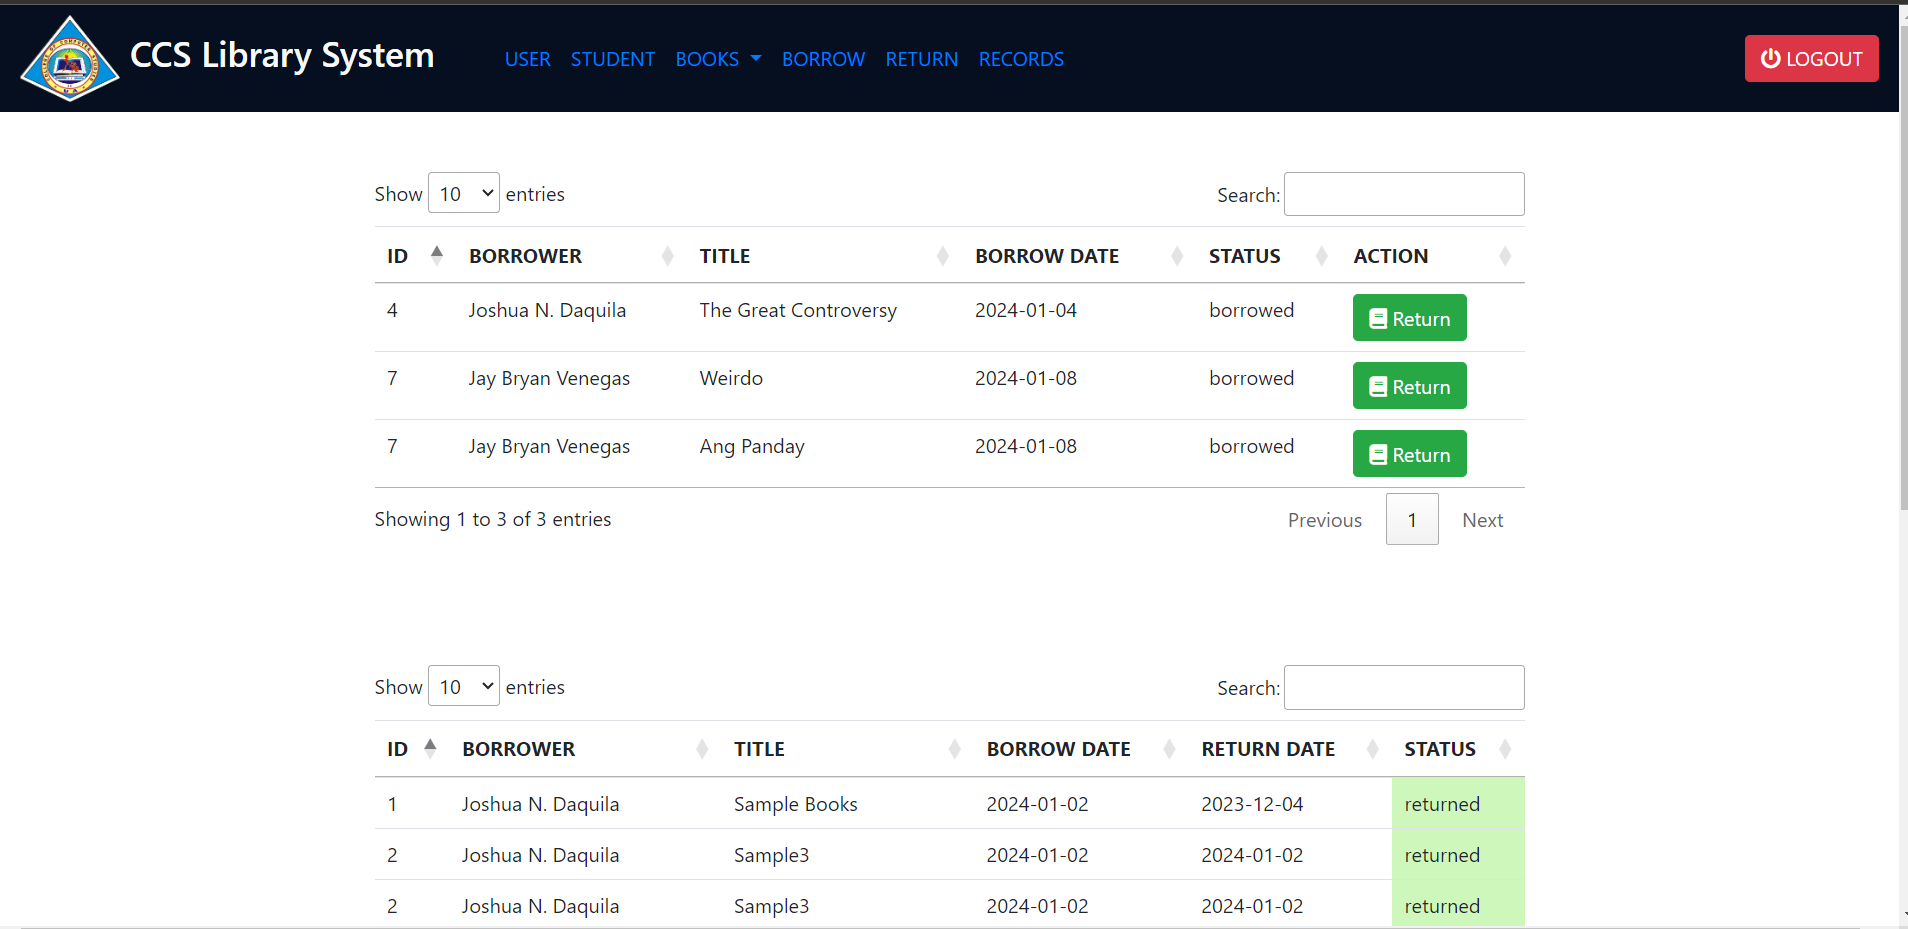 CCS Library System USER STUDENT BOOKS BORROW RETURN RECORDS LOGOUT
Show 10 entries Search:
ID BORROWER TITLE BORROW DATE STATUS ACTION
4 Joshua N. Daquila The Great Controversy 2024-01-04 borrowed Return
7 Jay Bryan Venegas Weirdo 2024-01-08 borrowed Return
7 Jay Bryan Venegas Ang Panday 2024-01-08 borrowed Return
Showing 1 to 3 of 3 entries Previous 1 Next
Show 10 entries Search:
ID BORROWER TITLE BORROW DATE RETURN DATE STATUS
1 Joshua N. Daquila Sample Books 2024-01-02 2023-12-04 returned
2 Joshua N. Daquila Sample3 2024-01-02 2024-01-02 returned
2 Joshua N. Daquila Sample3 2024-01-02 2024-01-02 returned